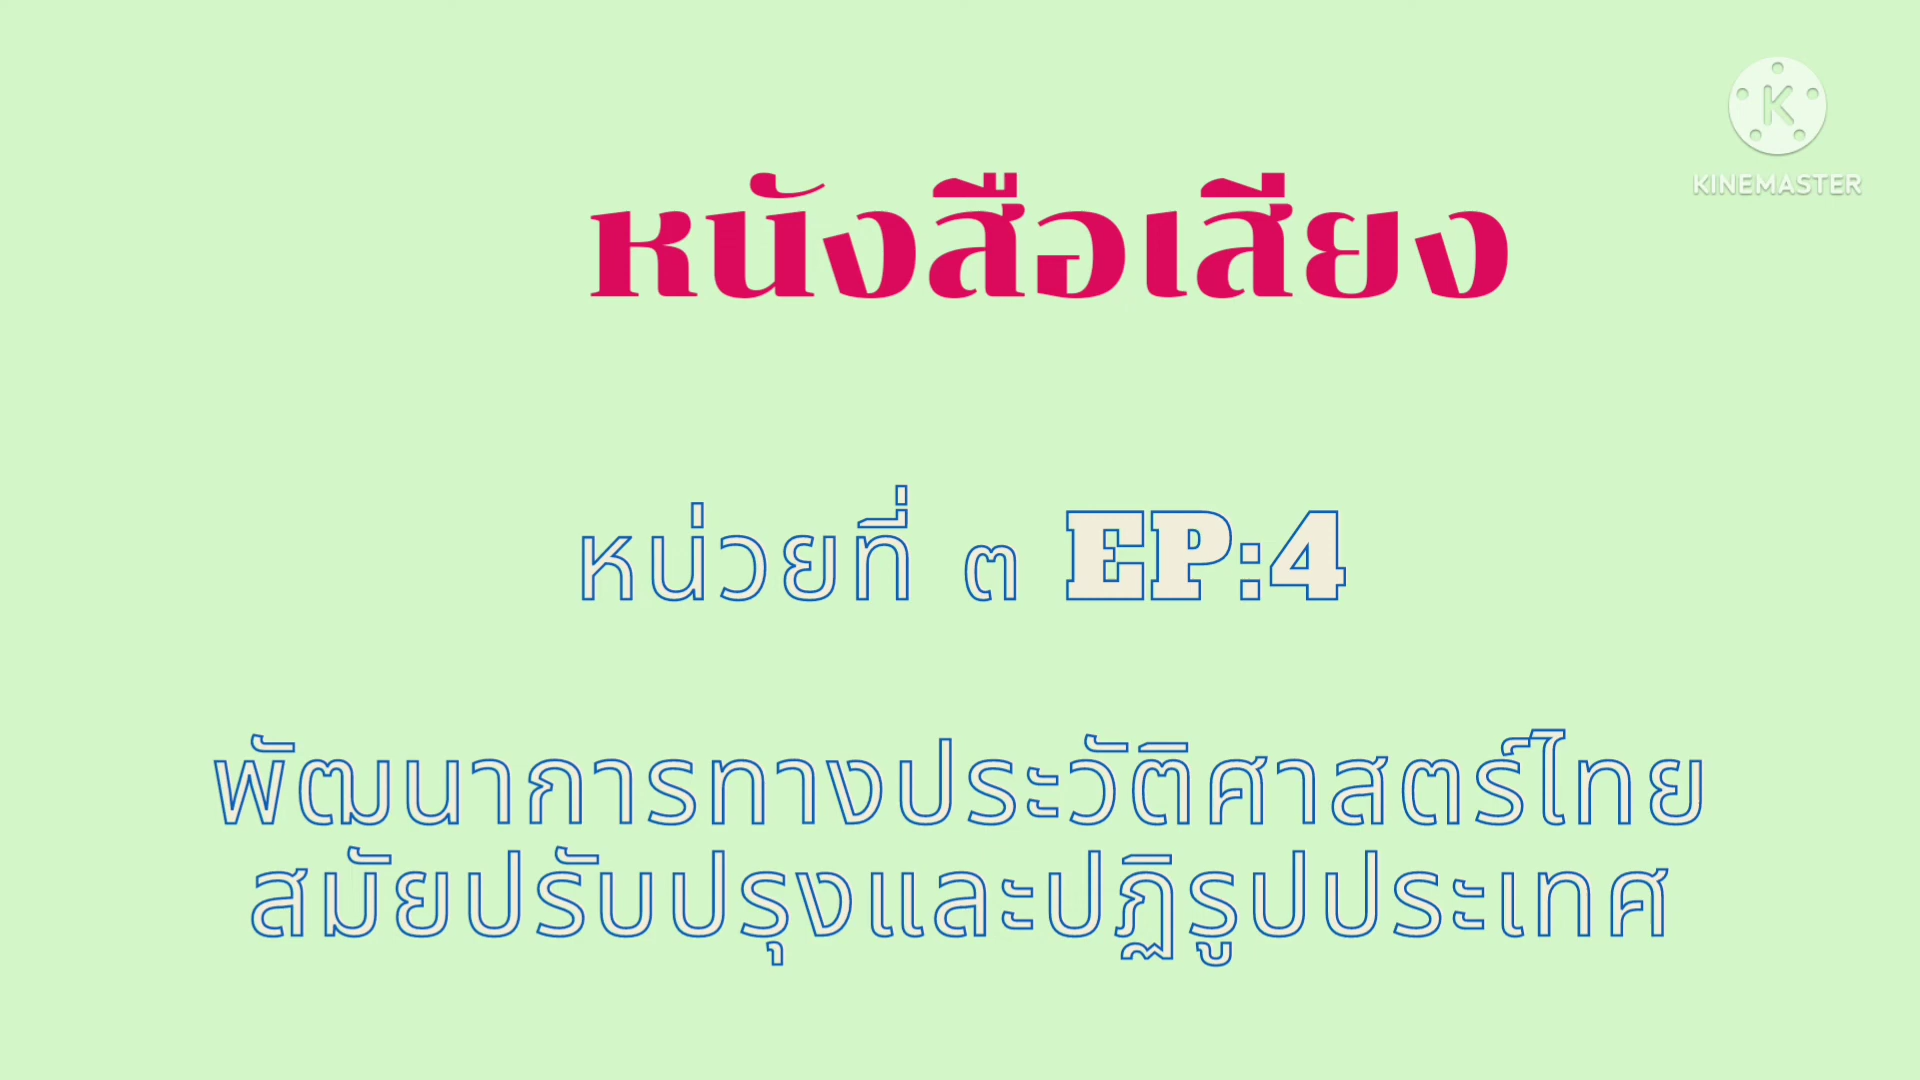 หนังสือเสียง
K
KINEMASTER
หน่วยที่ ๓ EP:4
พัฒนาการทางประวัติศาสตร์ไทย
สมัยปรับปรุงและปฏิรูปประเทศ